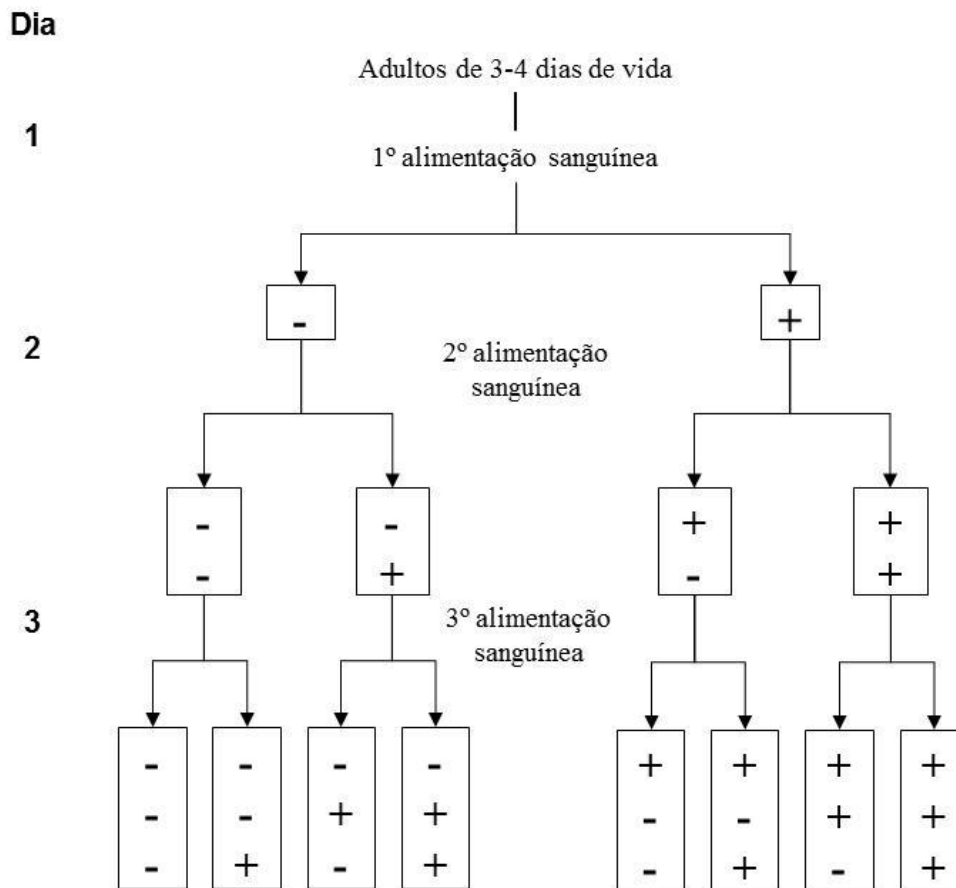 Dia
Adultos de 3-4 dias de vida
1
1º alimentação sanguínea
- +
2
2º alimentação
sanguínea
- - + +
- + - +
3
3º alimentação
sanguínea
- - - - + + + +
- - + + - - + +
- + - + - + - +